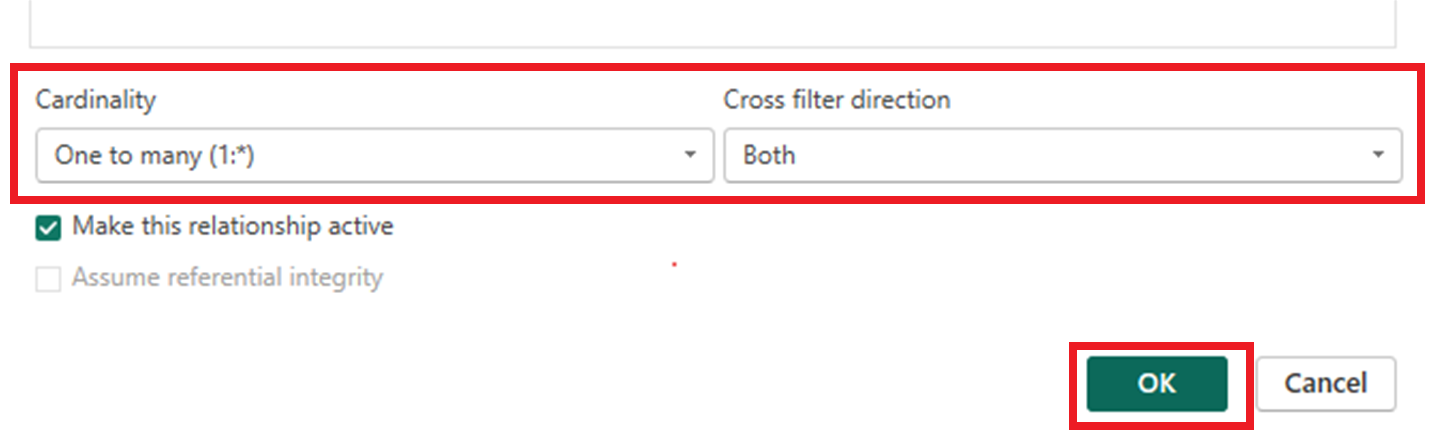 Cardinality
Cross filter direction
One to many (1:*)
Both
Make this relationship active
Assume referential integrity
OK
Cancel